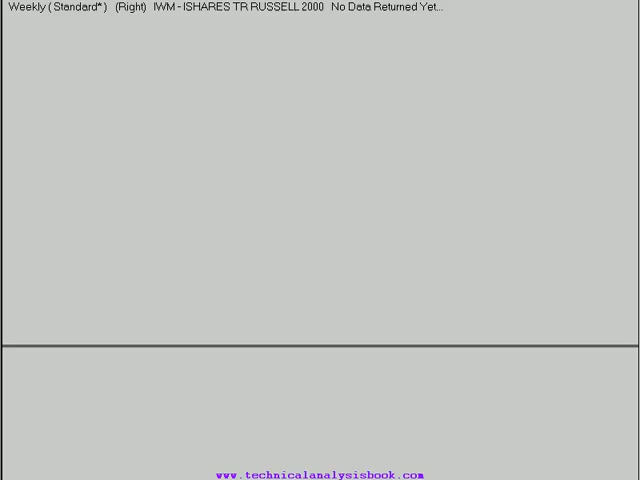 Weekly ( Standard* ) (Right) IWM - ISHARES TR RUSSELL 2000 No Data Returned Yet...
www.technicalanalysisbook.com